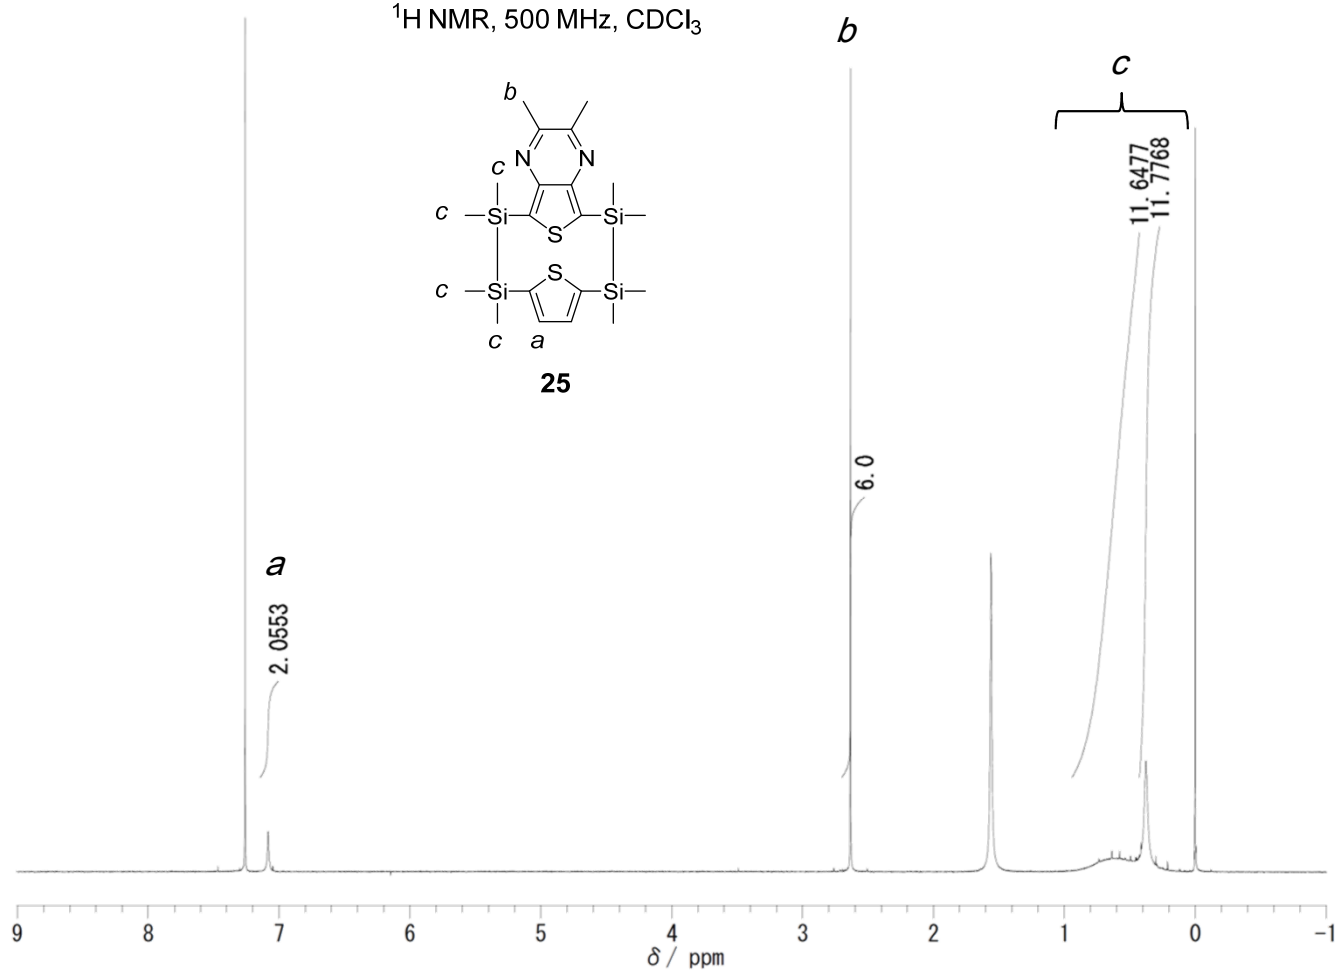 ¹H NMR, 500 MHz, CDCl₃
b
c
b
N N
c
c Si Si
S
S
c Si Si
c a
25
11.6477
11.7768
6.0
a
2.0553
9 8 7 6 5 4 3 2 1 0 -1
δ / ppm